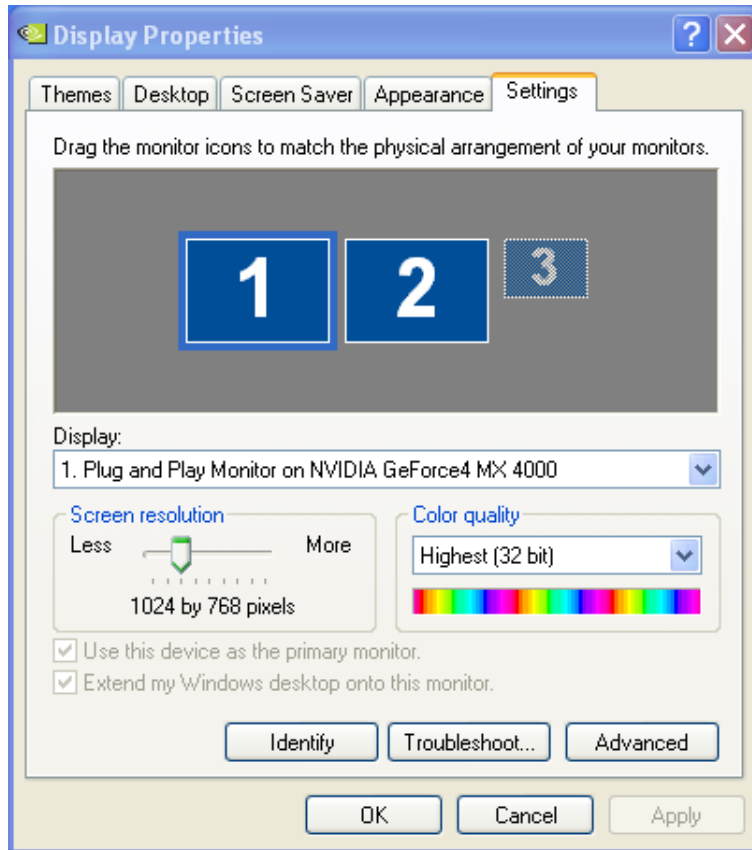 Display Properties
Themes Desktop Screen Saver Appearance Settings
Drag the monitor icons to match the physical arrangement of your monitors.
1 2 3
Display:
1. Plug and Play Monitor on NVIDIA GeForce4 MX 4000
Screen resolution
Less More
1024 by 768 pixels
Color quality
Highest (32 bit)
Use this device as the primary monitor.
Extend my Windows desktop onto this monitor.
Identify Troubleshoot... Advanced
OK Cancel Apply